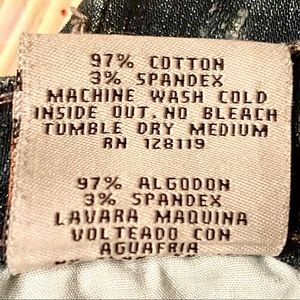 97% COTTON
3% SPANDEX
MACHINE WASH COLD
INSIDE OUT. NO BLEACH
TUMBLE DRY MEDIUM
RN 128119
97% ALGODON
3% SPANDEX
LAVARA MAQUINA
VOLTEADO CON
AGUAFRIA